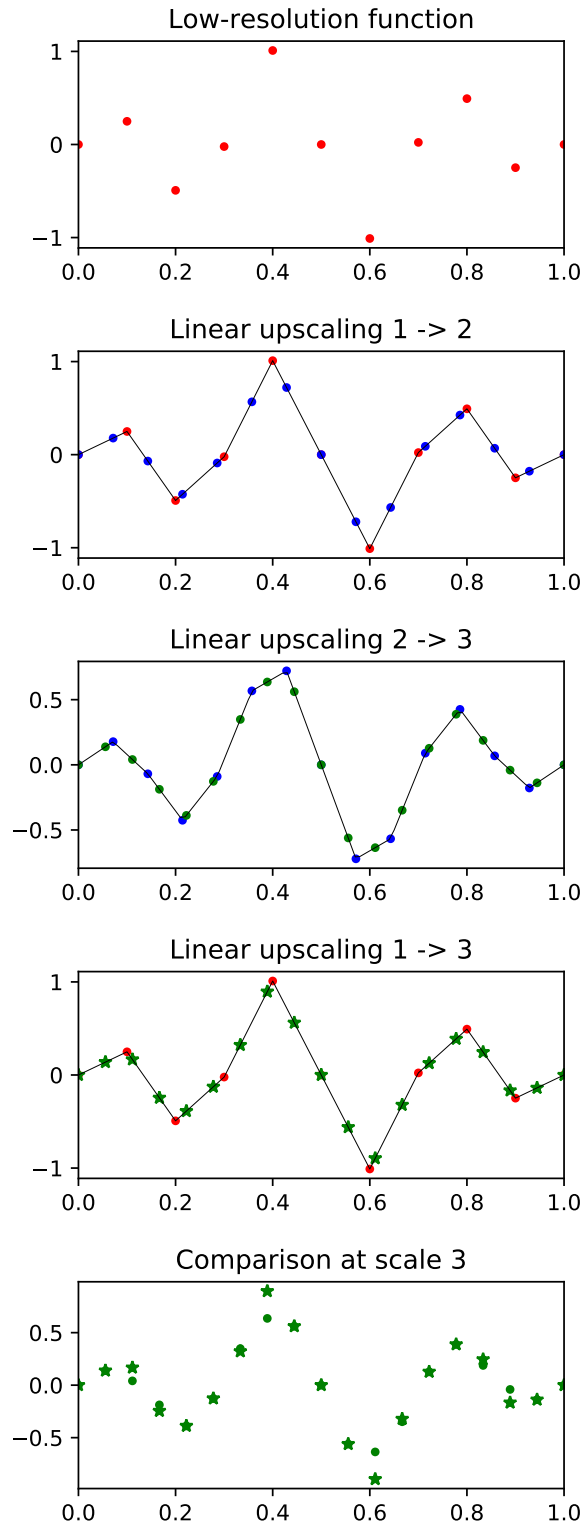 Low-resolution function
1
0
−1
0.0 0.2 0.4 0.6 0.8 1.0
Linear upscaling 1 -> 2
1
0
−1
0.0 0.2 0.4 0.6 0.8 1.0
Linear upscaling 2 -> 3
0.5
0.0
−0.5
0.0 0.2 0.4 0.6 0.8 1.0
Linear upscaling 1 -> 3
1
0
−1
0.0 0.2 0.4 0.6 0.8 1.0
Comparison at scale 3
0.5
0.0
−0.5
0.0 0.2 0.4 0.6 0.8 1.0